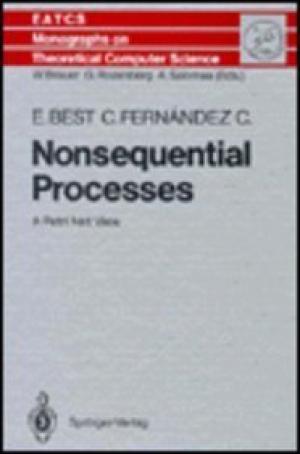 EATCS
Monographs on
Theoretical Computer Science
W. Brauer G. Rozenberg A. Salomaa (Eds.)
E. BEST C. FERNÁNDEZ C.
Nonsequential
Processes
A Petri Net View
Springer-Verlag